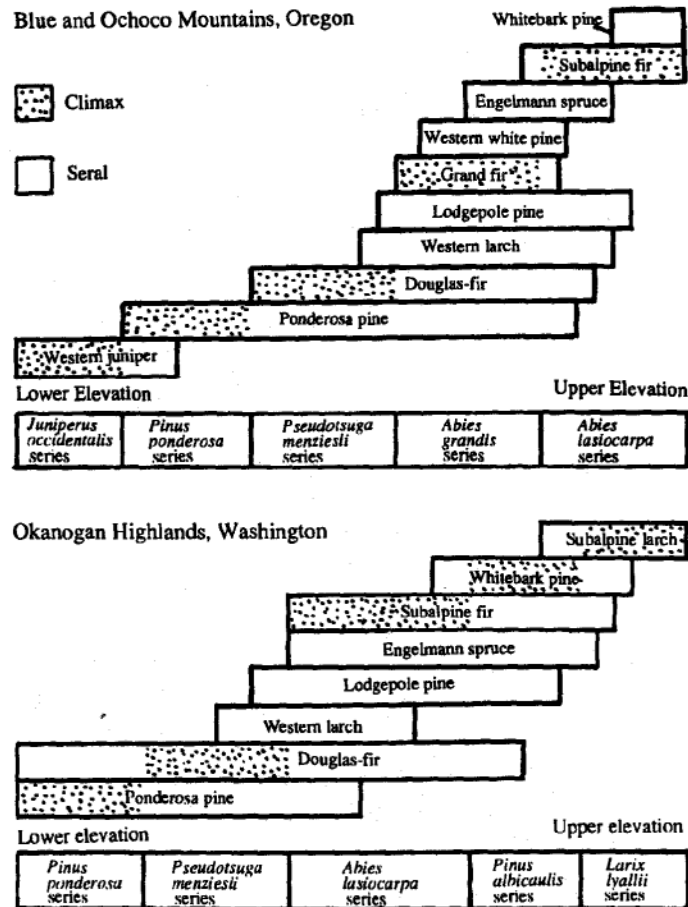 Blue and Ochoco Mountains, Oregon
Whitebark pine
Subalpine fir
Climax
Engelmann spruce
Western white pine
Seral
Grand fir
Lodgepole pine
Western larch
Douglas-fir
Ponderosa pine
Western juniper
Lower Elevation
Upper Elevation
Juniperus
occidentalis
series
Pinus
ponderosa
series
Pseudotsuga
menziesli
series
Abies
grandis
series
Abies
lasiocarpa
series
Okanogan Highlands, Washington
Subalpine larch
Whitebark pine
Subalpine fir
Engelmann spruce
Lodgepole pine
Western larch
Douglas-fir
Ponderosa pine
Lower elevation
Upper elevation
Pinus
ponderosa
series
Pseudotsuga
menziesli
series
Abies
lasiocarpa
series
Pinus
albicaulis
series
Larix
lyallii
series